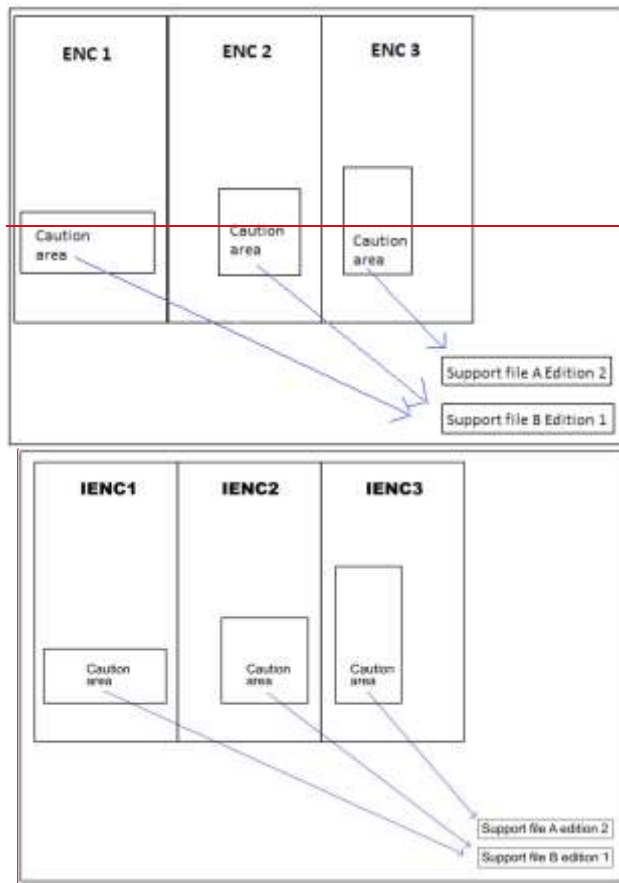 ENC 1
ENC 2
ENC 3
Caution
area
Caution
area
Caution
area
Support file A Edition 2
Support file B Edition 1
IENC1
IENC2
IENC3
Caution
area
Caution
area
Caution
area
Support file A edition 2
Support file B edition 1